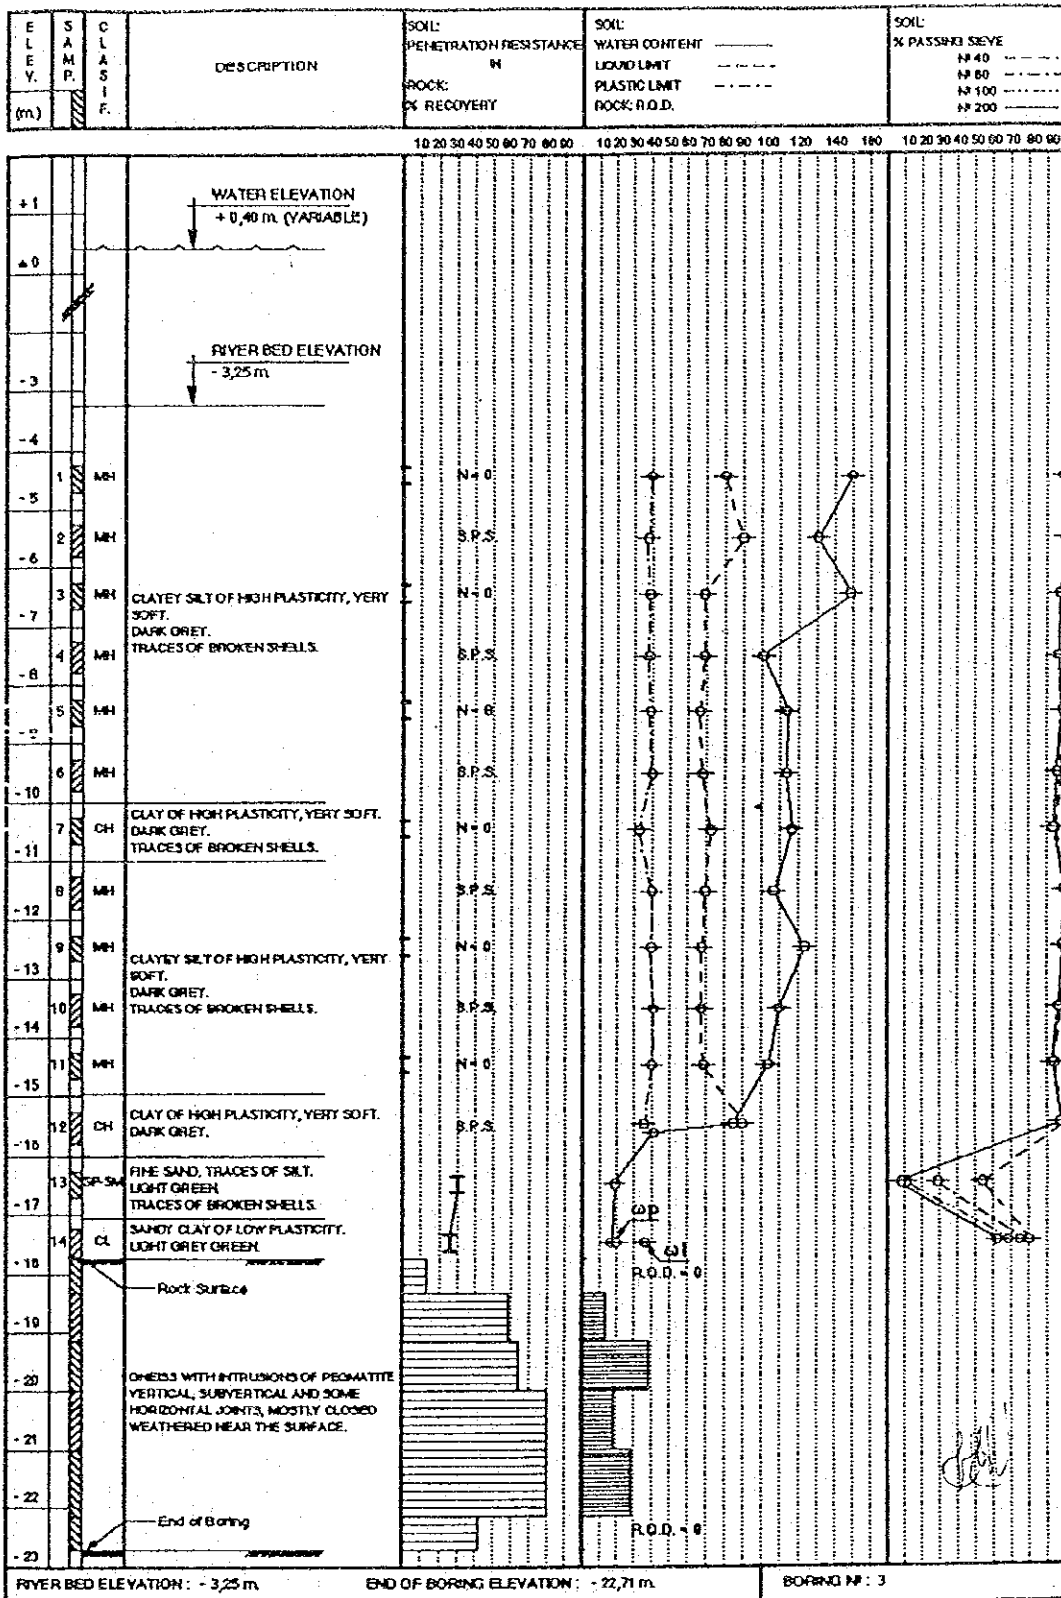 ELEV. (m.)
SAMP.
CLASIF.
DESCRIPTION
SOIL:
PENETRATION RESISTANCE
N
ROCK:
% RECOVERY
SOIL:
WATER CONTENT
LIQUID LIMIT
PLASTIC LIMIT
ROCK: R.Q.D.
SOIL:
% PASSING SIEVE
Nº 40
Nº 60
Nº 100
Nº 200
10 20 30 40 50 60 70 80 90
10 20 30 40 50 60 70 80 90 100 120 140 160
10 20 30 40 50 60 70 80 90
+1
WATER ELEVATION
+ 0,40 m. (VARIABLE)
±0
RIVER BED ELEVATION
- 3,25 m.
-3
-4
1 MH N=0
-5
2 MH S.P.S.
-6
3 MH N=0
CLAYEY SILT OF HIGH PLASTICITY, VERY
SOFT.
DARK GREY.
TRACES OF BROKEN SHELLS.
-7
4 MH S.P.S.
-8
5 MH N=0
-9
6 MH S.P.S.
-10
CLAY OF HIGH PLASTICITY, VERY SOFT.
DARK GREY.
TRACES OF BROKEN SHELLS.
7 CH N=0
-11
8 MH S.P.S.
-12
9 MH N=0
CLAYEY SILT OF HIGH PLASTICITY, VERY
SOFT.
DARK GREY.
TRACES OF BROKEN SHELLS.
-13
10 MH S.P.S.
-14
11 MH N=0
-15
CLAY OF HIGH PLASTICITY, VERY SOFT.
DARK GREY.
12 CH S.P.S.
-16
FINE SAND, TRACES OF SILT.
LIGHT GREEN
TRACES OF BROKEN SHELLS.
13 SP-SM
-17
SANDY CLAY OF LOW PLASTICITY.
LIGHT GREY GREEN.
14 CL
ωp
ωl
R.Q.D. = 0
-18
Rock Surface
-19
-20
GNEISS WITH INTRUSIONS OF PEGMATITE
VERTICAL, SUBVERTICAL AND SOME
HORIZONTAL JOINTS, MOSTLY CLOSED
WEATHERED NEAR THE SURFACE.
-21
-22
End of Boring
R.Q.D. = 0
-23
RIVER BED ELEVATION : - 3,25 m.
END OF BORING ELEVATION : - 22,71 m.
BORING Nº : 3